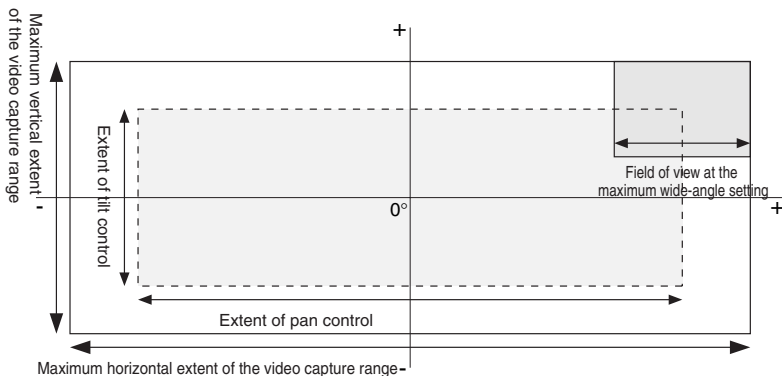 Maximum vertical extent
of the video capture range
+
Extent of tilt control
Field of view at the
maximum wide-angle setting
-
0°
+
Extent of pan control
Maximum horizontal extent of the video capture range
-